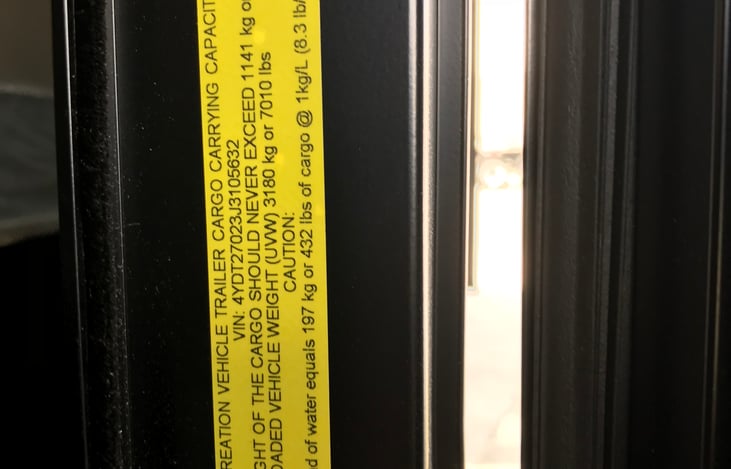 REATION VEHICLE TRAILER CARGO CARRYING CAPACIT
VIN: 4YDT27023J3105632
GHT OF THE CARGO SHOULD NEVER EXCEED 1141 kg o
OADED VEHICLE WEIGHT (UVW) 3180 kg or 7010 lbs
CAUTION:
d of water equals 197 kg or 432 lbs of cargo @ 1kg/L (8.3 lb/